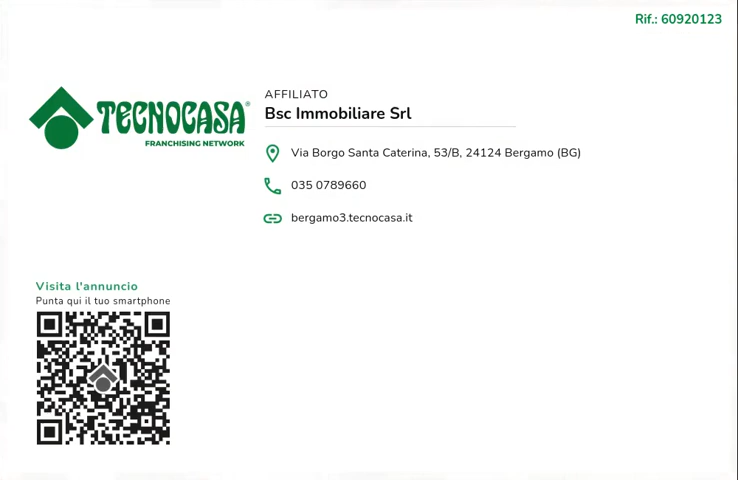 Rif.: 60920123
TECNOCASA®
FRANCHISING NETWORK
AFFILIATO
Bsc Immobiliare Srl
Via Borgo Santa Caterina, 53/B, 24124 Bergamo (BG)
035 0789660
bergamo3.tecnocasa.it
Visita l'annuncio
Punta qui il tuo smartphone